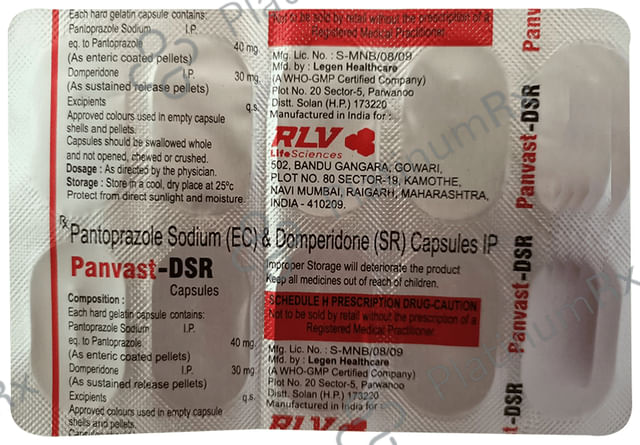 Each hard gelatin capsule contains:
Pantoprazole Sodium I.P.
eq. to Pantoprazole 40 mg.
(As enteric coated pellets)
Domperidone I.P. 30 mg.
(As sustained release pellets)
Excipients q.s.
Approved colours used in empty capsule
shells and pellets.
Capsules should be swallowed whole
and not opened, chewed or crushed.
Dosage : As directed by the physician.
Storage : Store in a cool, dry place at 25ºc
Protect from direct sunlight and moisture.
Not to be sold by retail without the prescription of a
Registered Medical Practitioner
Mfg. Lic. No. : S-MNB/08/09
Mfd. by : Legen Healthcare
(A WHO-GMP Certified Company)
Plot No. 20 Sector-5, Parwanoo
Distt. Solan (H.P.) 173220
Manufactured in India for :
RLV
LifeSciences
502, BANDU GANGARA, GOWARI,
PLOT NO. 80 SECTOR-18, KAMOTHE,
NAVI MUMBAI, RAIGARH, MAHARASHTRA,
INDIA - 410209.
Rx Pantoprazole Sodium (EC) & Domperidone (SR) Capsules IP
Panvast-DSR
Capsules
Improper Storage will deteriorate the product
Keep all medicines out of reach of children.
Composition :
Each hard gelatin capsule contains:
Pantoprazole Sodium I.P.
eq. to Pantoprazole 40 mg.
(As enteric coated pellets)
Domperidone I.P. 30 mg
(As sustained release pellets)
Excipients q.s.
Approved colours used in empty capsule
shells and pellets.
SCHEDULE H PRESCRIPTION DRUG-CAUTION
Not to be sold by retail without the prescription of a
Registered Medical Practitioner.
Mfg. Lic. No. : S-MNB/08/09
Mfd. by : Legen Healthcare
(A WHO-GMP Certified Company)
Plot No. 20 Sector-5, Parwanoo
Distt. Solan (H.P.) 173220
Manufactured in India for :
RLV
Panvast-DSR
Panvast-DSR
-DSR
PlatinumRx